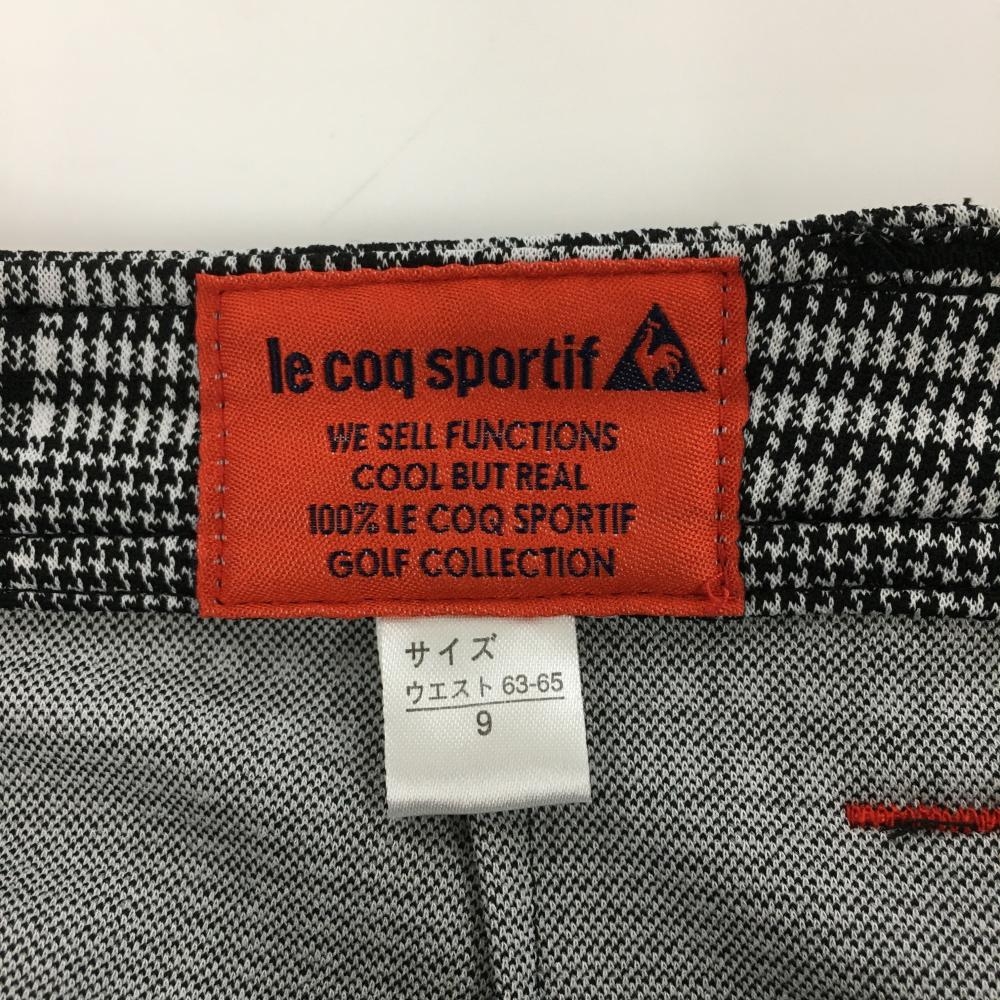 le coq sportif
WE SELL FUNCTIONS
COOL BUT REAL
100% LE COQ SPORTIF
GOLF COLLECTION
サイズ
ウエスト 63-65
9